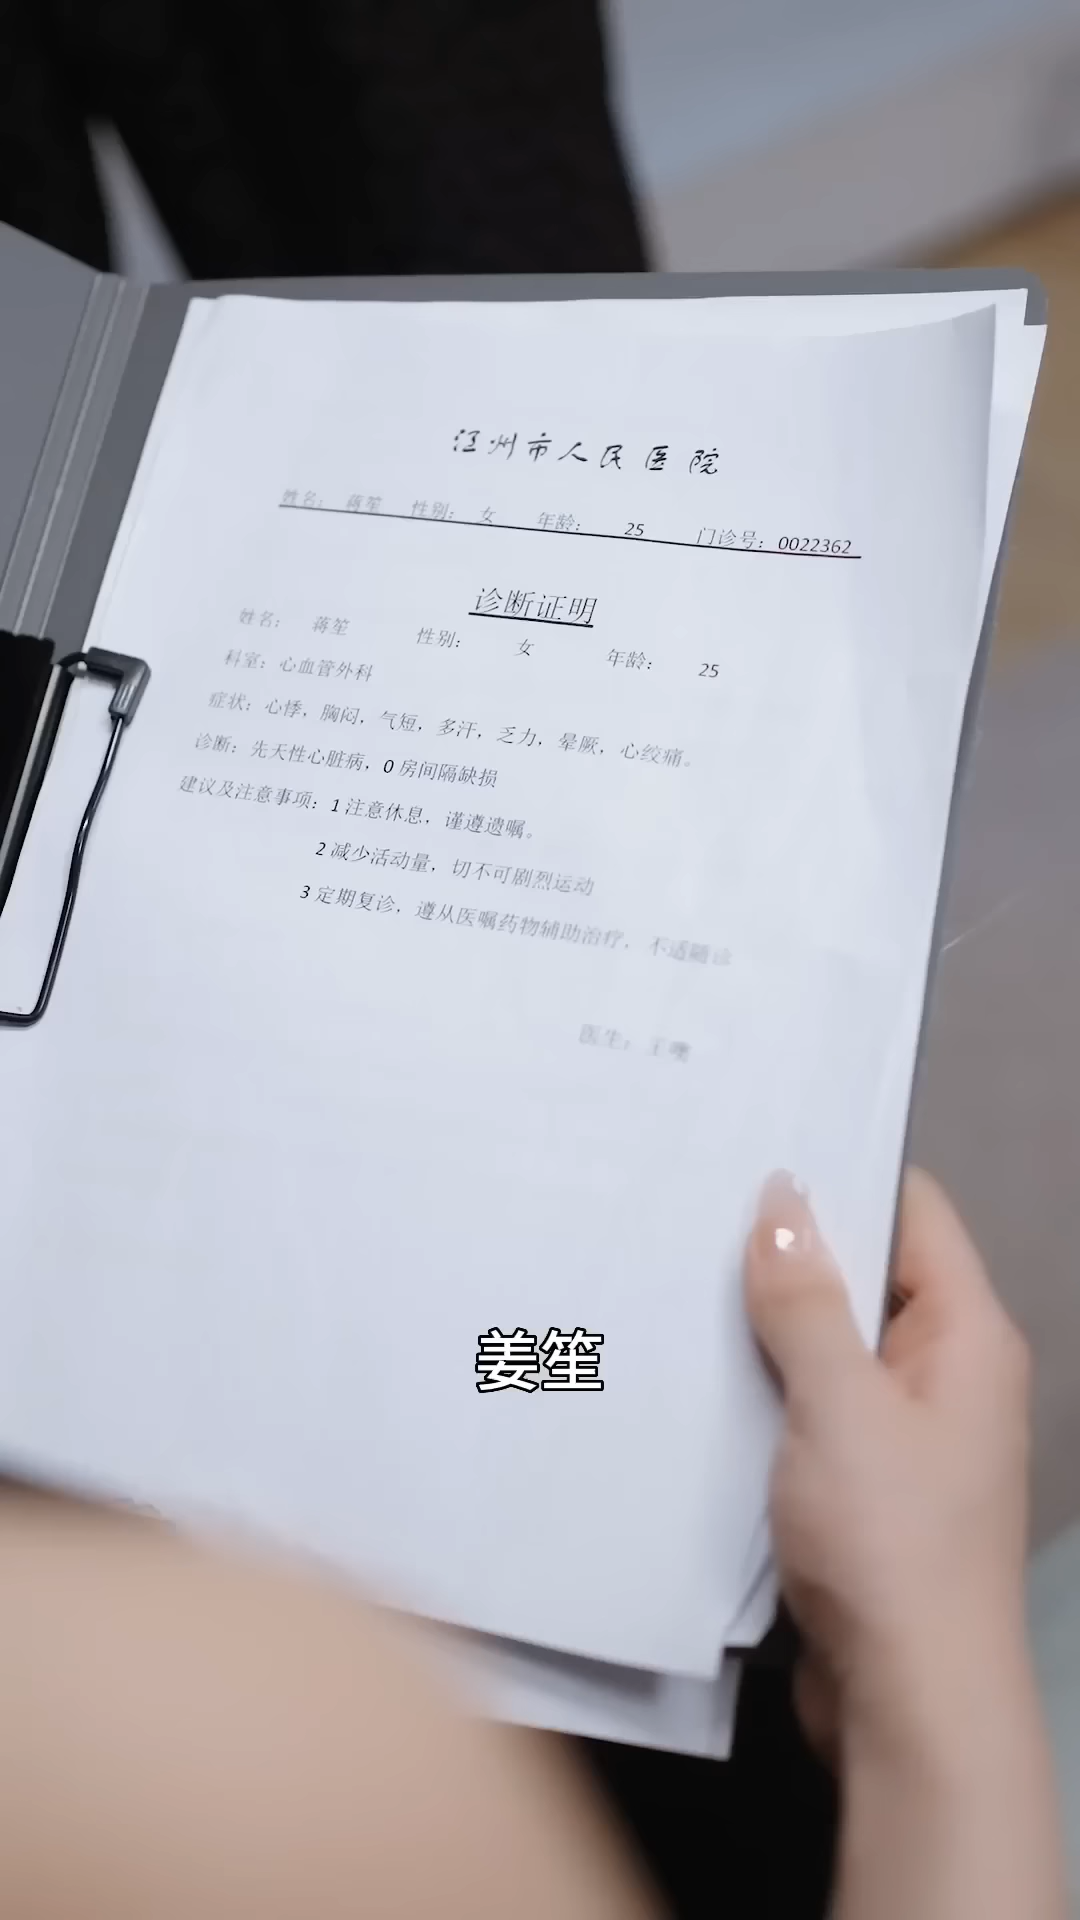 江州市人民医院
姓名： 蒋笙 性别： 女 年龄： 25 门诊号：0022362
诊断证明
姓名： 蒋笙 性别： 女 年龄： 25
科室：心血管外科
症状：心悸，胸闷，气短，多汗，乏力，晕厥，心绞痛。
诊断：先天性心脏病，0 房间隔缺损
建议及注意事项：1 注意休息，谨遵遗嘱。
2 减少活动量，切不可剧烈运动
3 定期复诊，遵从医嘱药物辅助治疗，不适随诊
医生：王
姜笙